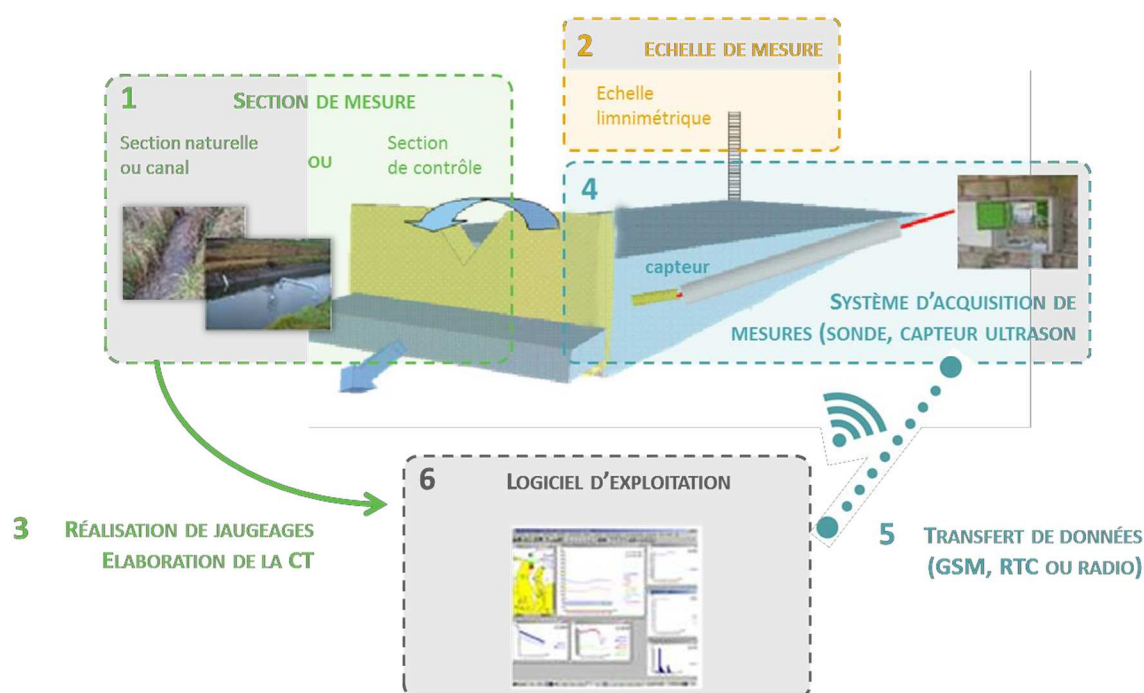 2 ECHELLE DE MESURE
Echelle
limnimétrique
1 SECTION DE MESURE
Section naturelle
ou canal
OU
Section
de contrôle
4
capteur
SYSTÈME D'ACQUISITION DE
MESURES (SONDE, CAPTEUR ULTRASON
6 LOGICIEL D'EXPLOITATION
3 RÉALISATION DE JAUGEAGES
ELABORATION DE LA CT
5 TRANSFERT DE DONNÉES
(GSM, RTC OU RADIO)